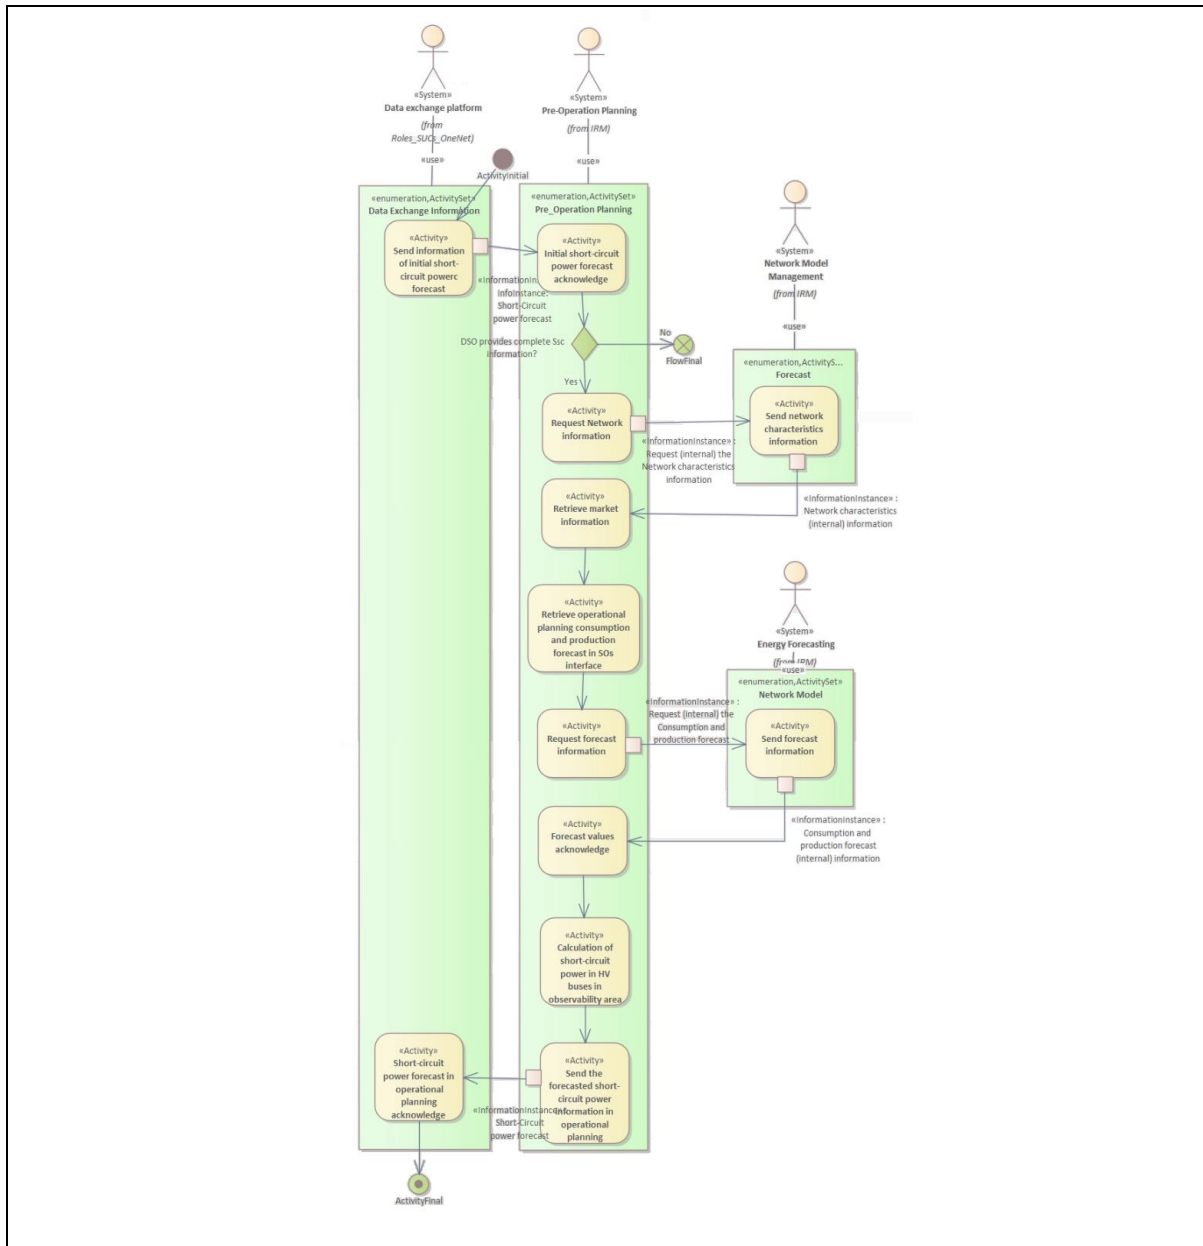 «System»
Data exchange platform
(from
Roles_SUCs_OneNet)
«use»
«System»
Pre-Operation Planning
(from IRM)
«use»
ActivityInitial
«enumeration,ActivitySet»
Data Exchange Information
«enumeration,ActivitySet»
Pre_Operation Planning
«Activity»
Send information
of initial short-
circuit powerc
forecast
«Activity»
Initial short-circuit
power forecast
acknowledge
InfoInstance:
Short-Circuit
power forecast
«System»
Network Model
Management
(from IRM)
«use»
DSO provides complete Ssc
information?
No
FlowFinal
Yes
«enumeration,ActivityS...
Forecast
«Activity»
Request Network
information
«Activity»
Send network
characteristics
information
«InformationInstance» :
Request (internal) the
Network characteristics
information
«Activity»
Retrieve market
information
«InformationInstance» :
Network characteristics
(internal) information
«Activity»
Retrieve operational
planning consumption
and production
forecast in SOs
interface
«System»
Energy Forecasting
(from IRM)
«use»
«enumeration,ActivitySet»
Network Model
«InformationInstance» :
Request (internal) the
Consumption and
production forecast
«Activity»
Request forecast
information
«Activity»
Send forecast
information
«Activity»
Forecast values
acknowledge
«InformationInstance» :
Consumption and
production forecast
(internal) information
«Activity»
Calculation of
short-circuit
power in HV
buses in
observability area
«Activity»
Short-circuit
power forecast in
operational
planning
acknowledge
«Activity»
Send the
forecasted short-
circuit power
information in
operational
planning
Short-Circuit
power forecast
ActivityFinal